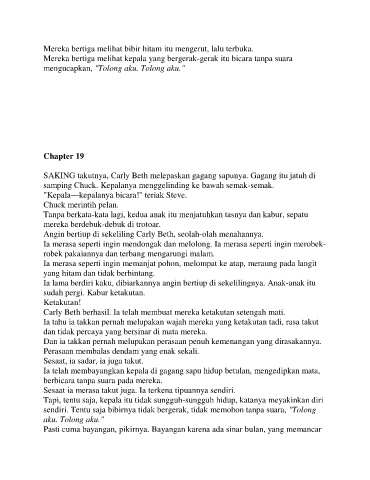 Mereka bertiga melihat bibir hitam itu mengerut, lalu terbuka.
Mereka bertiga melihat kepala yang bergerak-gerak itu bicara tanpa suara
mengucapkan, "Tolong aku. Tolong aku."
Chapter 19
SAKING takutnya, Carly Beth melepaskan gagang sapunya. Gagang itu jatuh di
samping Chuck. Kepalanya menggelinding ke bawah semak-semak.
"Kepala—kepalanya bicara!" teriak Steve.
Chuck merintih pelan.
Tanpa berkata-kata lagi, kedua anak itu menjatuhkan tasnya dan kabur, sepatu
mereka berdebuk-debuk di trotoar.
Angin bertiup di sekeliling Carly Beth, seolah-olah menahannya.
Ia merasa seperti ingin mendongak dan melolong. Ia merasa seperti ingin merobek-
robek pakaiannya dan terbang mengarungi malam.
Ia merasa seperti ingin memanjat pohon, melompat ke atap, meraung pada langit
yang hitam dan tidak berbintang.
Ia lama berdiri kaku, dibiarkannya angin bertiup di sekelilingnya. Anak-anak itu
sudah pergi. Kabur ketakutan.
Ketakutan!
Carly Beth berhasil. Ia telah membuat mereka ketakutan setengah mati.
Ia tahu ia takkan pernah melupakan wajah mereka yang ketakutan tadi, rasa takut
dan tidak percaya yang bersinar di mata mereka.
Dan ia takkan pernah melupakan perasaan penuh kemenangan yang dirasakannya.
Perasaan membalas dendam yang enak sekali.
Sesaat, ia sadar, ia juga takut.
Ia telah membayangkan kepala di gagang sapu hidup betulan, mengedipkan mata,
berbicara tanpa suara pada mereka.
Sesaat ia merasa takut juga. Ia terkena tipuannya sendiri.
Tapi, tentu saja, kepala itu tidak sungguh-sungguh hidup, katanya meyakinkan diri
sendiri. Tentu saja bibirnya tidak bergerak, tidak memohon tanpa suara, "Tolong
aku. Tolong aku."
Pasti cuma bayangan, pikirnya. Bayangan karena ada sinar bulan, yang memancar